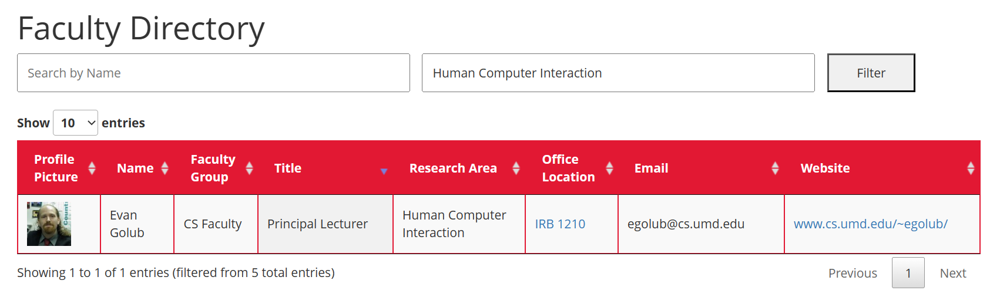 Faculty Directory
Search by Name
Human Computer Interaction
Filter
Show 10 entries
Profile Picture
Name
Faculty Group
Title
Research Area
Office Location
Email
Website
Evan Golub
CS Faculty
Principal Lecturer
Human Computer Interaction
IRB 1210
egolub@cs.umd.edu
www.cs.umd.edu/~egolub/
Showing 1 to 1 of 1 entries (filtered from 5 total entries)
Previous 1 Next